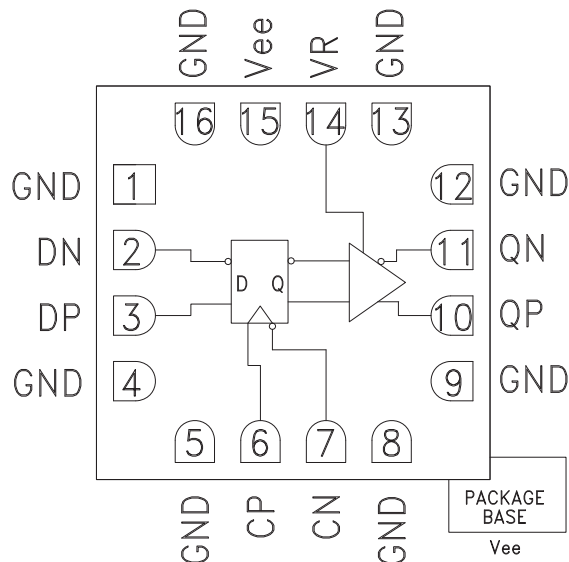 GND Vee VR GND
16 15 14 13
GND 1
DN 2
DP 3
GND 4
12 GND
11 QN
10 QP
9 GND
D Q
5 6 7 8
GND CP CN GND
PACKAGE
BASE
Vee